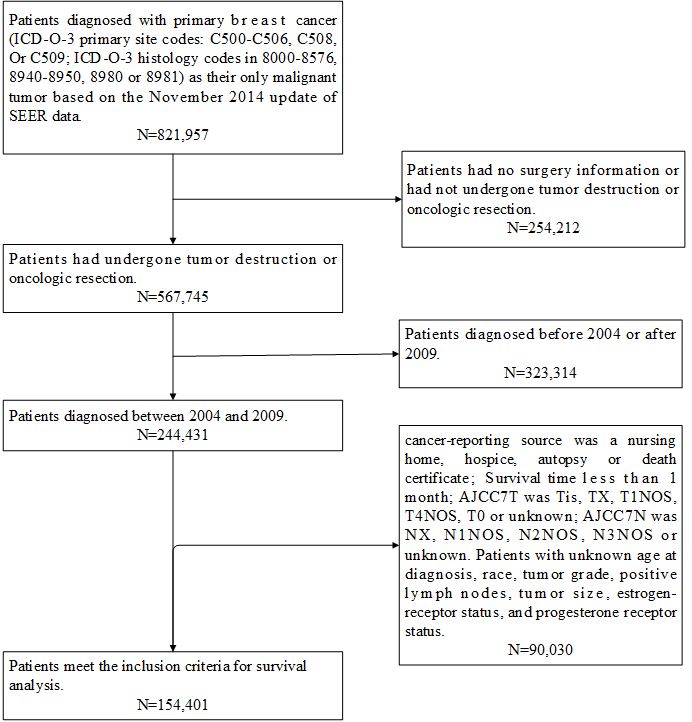 Patients diagnosed with primary breast cancer
(ICD-O-3 primary site codes: C500-C506, C508,
Or C509; ICD-O-3 histology codes in 8000-8576,
8940-8950, 8980 or 8981) as their only malignant
tumor based on the November 2014 update of
SEER data.
N=821,957
Patients had no surgery information or
had not undergone tumor destruction or
oncologic resection.
N=254,212
Patients had undergone tumor destruction or
oncologic resection.
N=567,745
Patients diagnosed before 2004 or after
2009.
N=323,314
Patients diagnosed between 2004 and 2009.
N=244,431
cancer-reporting source was a nursing
home, hospice, autopsy or death
certificate; Survival time less than 1
month; AJCC7T was Tis, TX, T1NOS,
T4NOS, T0 or unknown; AJCC7N was
NX, N1NOS, N2NOS, N3NOS or
unknown. Patients with unknown age at
diagnosis, race, tumor grade, positive
lymph nodes, tumor size, estrogen-
receptor status, and progesterone receptor
status.
N=90,030
Patients meet the inclusion criteria for survival
analysis.
N=154,401